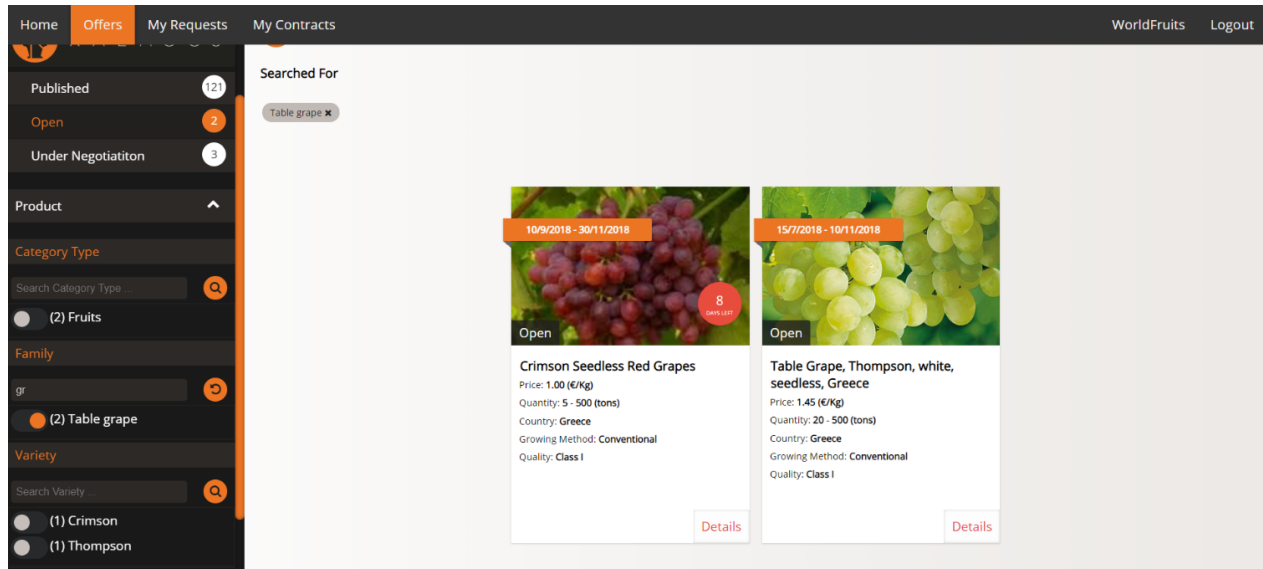 Home Offers My Requests My Contracts WorldFruits Logout
Published 121
Open 2
Under Negotiatiton 3
Product
Category Type
Search Category Type ...
(2) Fruits
Family
gr
(2) Table grape
Variety
Search Variety ...
(1) Crimson
(1) Thompson
Searched For
Table grape ✖
10/9/2018 - 30/11/2018
8
DAYS LEFT
Open
Crimson Seedless Red Grapes
Price: 1.00 (€/Kg)
Quantity: 5 - 500 (tons)
Country: Greece
Growing Method: Conventional
Quality: Class I
Details
15/7/2018 - 10/11/2018
Open
Table Grape, Thompson, white,
seedless, Greece
Price: 1.45 (€/Kg)
Quantity: 20 - 500 (tons)
Country: Greece
Growing Method: Conventional
Quality: Class I
Details